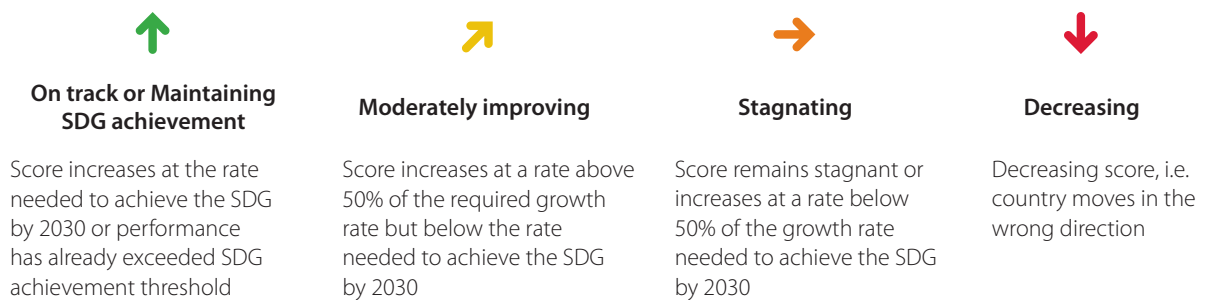 On track or Maintaining
SDG achievement
Score increases at the rate
needed to achieve the SDG
by 2030 or performance
has already exceeded SDG
achievement threshold
Moderately improving
Score increases at a rate above
50% of the required growth
rate but below the rate
needed to achieve the SDG
by 2030
Stagnating
Score remains stagnant or
increases at a rate below
50% of the growth rate
needed to achieve the SDG
by 2030
Decreasing
Decreasing score, i.e.
country moves in the
wrong direction